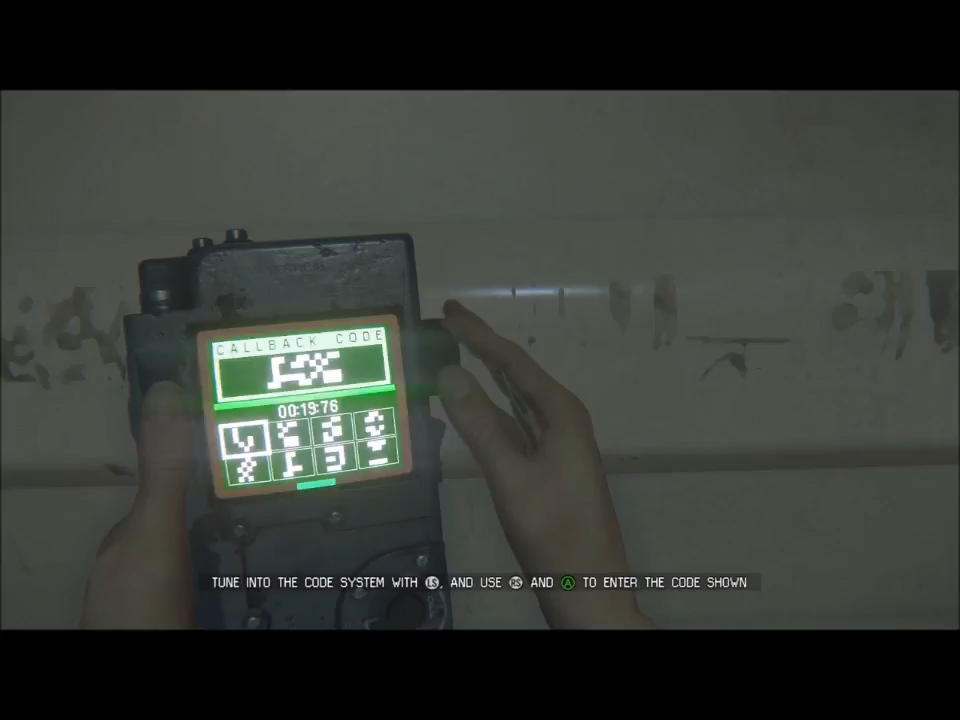 CALLBACK CODE
00:19:76
TUNE INTO THE CODE SYSTEM WITH LS, AND USE RS AND A TO ENTER THE CODE SHOWN